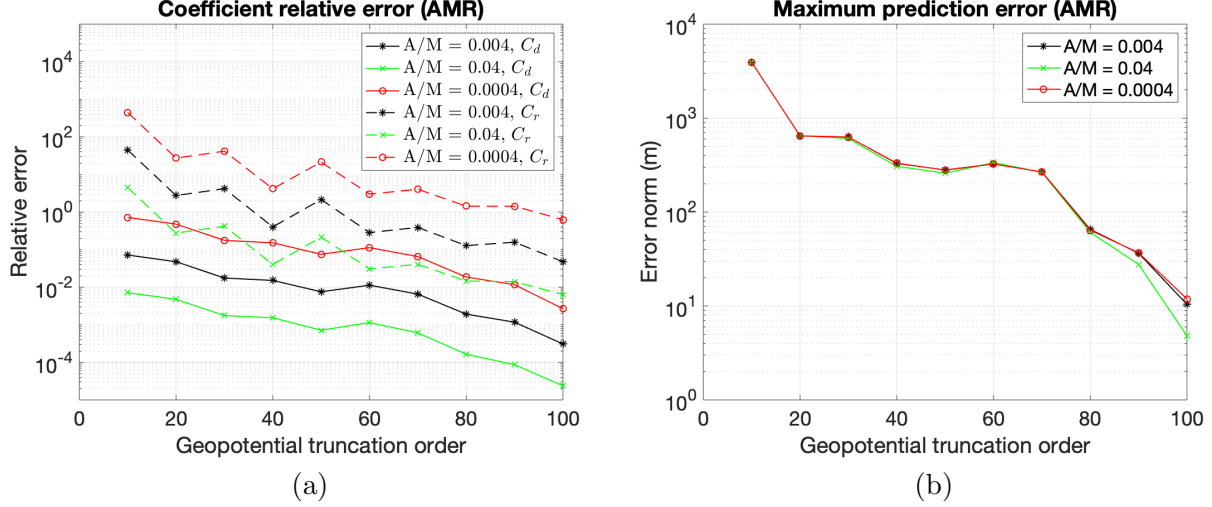 Coefficient relative error (AMR)
10^4
10^2
10^0
10^-2
10^-4
Relative error
A/M = 0.004, C_d
A/M = 0.04, C_d
A/M = 0.0004, C_d
A/M = 0.004, C_r
A/M = 0.04, C_r
A/M = 0.0004, C_r
0 20 40 60 80 100
Geopotential truncation order
(a)
Maximum prediction error (AMR)
10^4
10^3
10^2
10^1
10^0
Error norm (m)
A/M = 0.004
A/M = 0.04
A/M = 0.0004
0 20 40 60 80 100
Geopotential truncation order
(b)